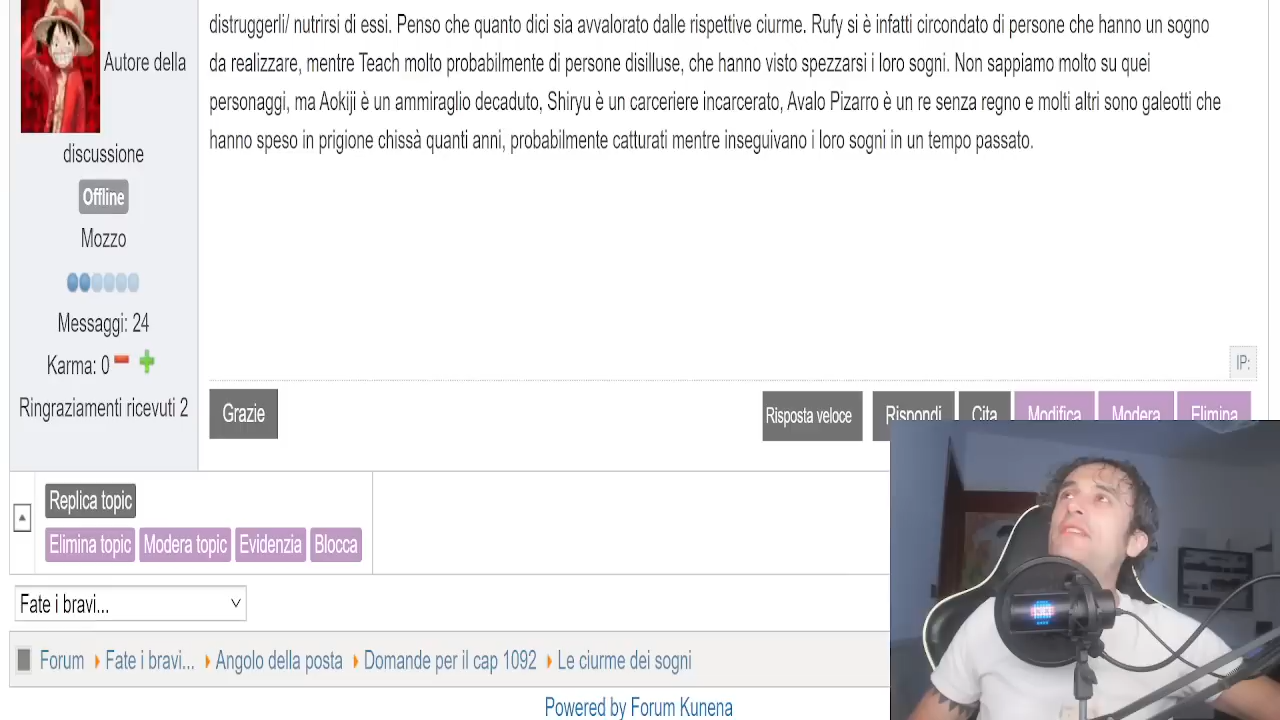 distruggerli/ nutrirsi di essi. Penso che quanto dici sia avvalorato dalle rispettive ciurme. Rufy si è infatti circondato di persone che hanno un sogno
da realizzare, mentre Teach molto probabilmente di persone disilluse, che hanno visto spezzarsi i loro sogni. Non sappiamo molto su quei
personaggi, ma Aokiji è un ammiraglio decaduto, Shiryu è un carceriere incarcerato, Avalo Pizarro è un re senza regno e molti altri sono galeotti che
hanno speso in prigione chissà quanti anni, probabilmente catturati mentre inseguivano i loro sogni in un tempo passato.
Autore della
discussione
Offline
Mozzo
Messaggi: 24
Karma: 0
Ringraziamenti ricevuti 2
IP:
Grazie
Risposta veloce
Rispondi
Cita
Modifica
Modera
Elimina
Replica topic
Elimina topic
Modera topic
Evidenzia
Blocca
Fate i bravi...
Forum
Fate i bravi...
Angolo della posta
Domande per il cap 1092
Le ciurme dei sogni
Powered by Forum Kunena